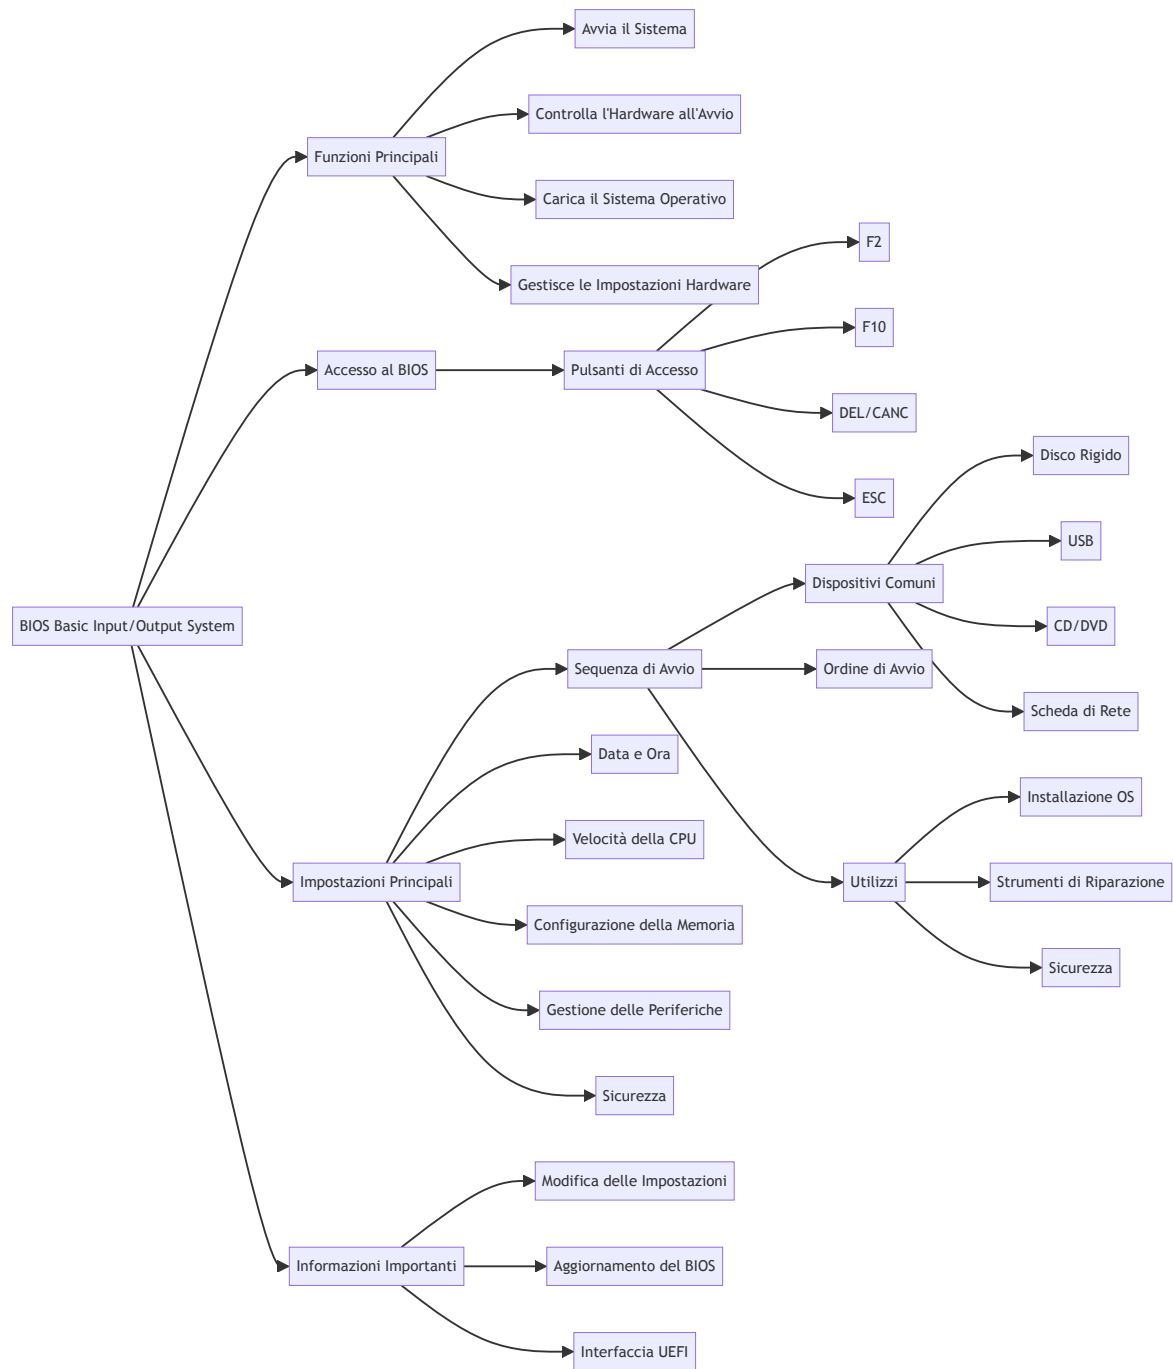 Avvia il Sistema
Controlla l'Hardware all'Avvio
Funzioni Principali
Carica il Sistema Operativo
F2
Gestisce le Impostazioni Hardware
F10
Accesso al BIOS
Pulsanti di Accesso
DEL/CANC
Disco Rigido
ESC
USB
Dispositivi Comuni
BIOS Basic Input/Output System
CD/DVD
Sequenza di Avvio
Ordine di Avvio
Scheda di Rete
Data e Ora
Installazione OS
Velocità della CPU
Impostazioni Principali
Utilizzi
Strumenti di Riparazione
Configurazione della Memoria
Sicurezza
Gestione delle Periferiche
Sicurezza
Modifica delle Impostazioni
Informazioni Importanti
Aggiornamento del BIOS
Interfaccia UEFI